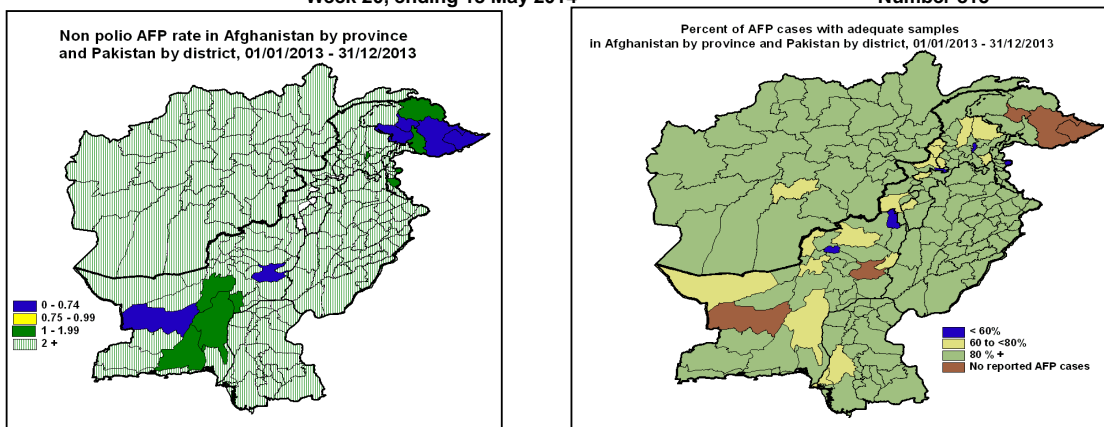 Week 20, ending 18 May 2014 Number 818
Non polio AFP rate in Afghanistan by province
and Pakistan by district, 01/01/2013 - 31/12/2013
0 - 0.74
0.75 - 0.99
1 - 1.99
2 +
Percent of AFP cases with adequate samples
in Afghanistan by province and Pakistan by district, 01/01/2013 - 31/12/2013
< 60%
60 to <80%
80 % +
No reported AFP cases